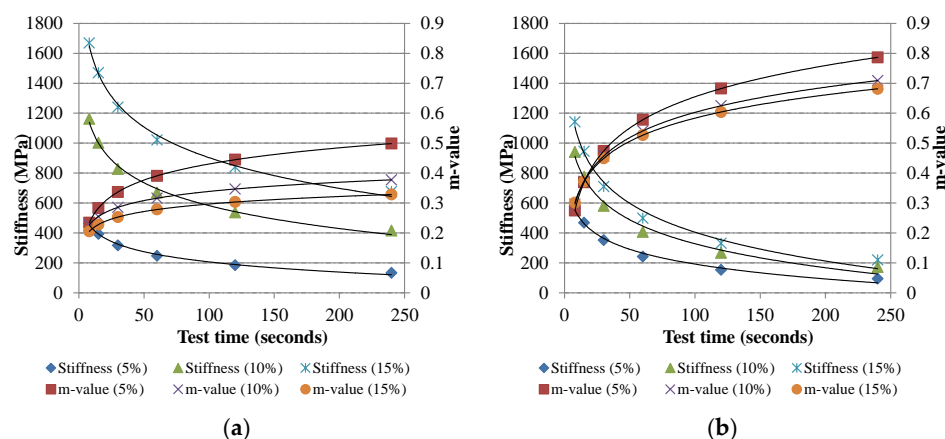 1800
1600
1400
1200
1000
800
600
400
200
0
Stiffness (MPa)
0.9
0.8
0.7
0.6
0.5
0.4
0.3
0.2
0.1
0
m-value
0 50 100 150 200 250
Test time (seconds)
Stiffness (5%) Stiffness (10%) Stiffness (15%)
m-value (5%) m-value (10%) m-value (15%)
(a)
1800
1600
1400
1200
1000
800
600
400
200
0
Stiffness (MPa)
0.9
0.8
0.7
0.6
0.5
0.4
0.3
0.2
0.1
0
m-value
0 50 100 150 200 250
Test time (seconds)
Stiffness (5%) Stiffness (10%) Stiffness (15%)
m-value (5%) m-value (10%) m-value (15%)
(b)